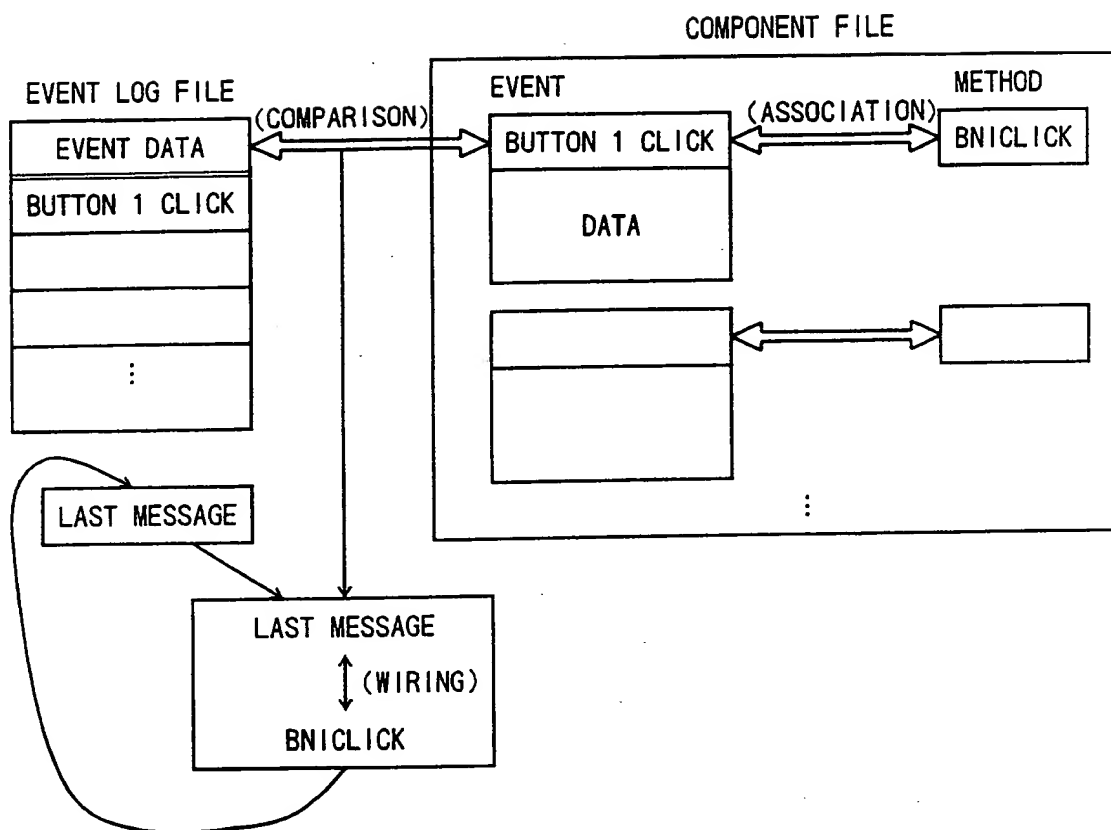 COMPONENT FILE
EVENT LOG FILE
EVENT DATA
BUTTON 1 CLICK
⋮
(COMPARISON)
EVENT
BUTTON 1 CLICK
DATA
(ASSOCIATION)
METHOD
BNICLICK
⋮
LAST MESSAGE
LAST MESSAGE
(WIRING)
BNICLICK